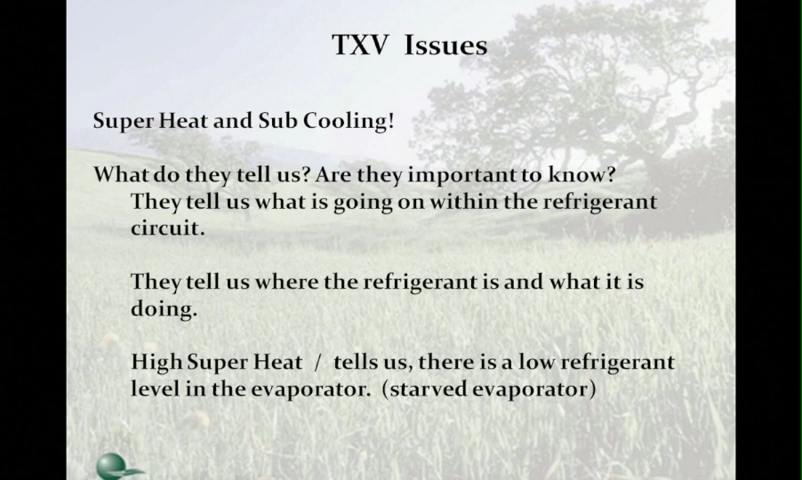 TXV Issues
Super Heat and Sub Cooling!
What do they tell us? Are they important to know?
They tell us what is going on within the refrigerant
circuit.
They tell us where the refrigerant is and what it is
doing.
High Super Heat / tells us, there is a low refrigerant
level in the evaporator. (starved evaporator)